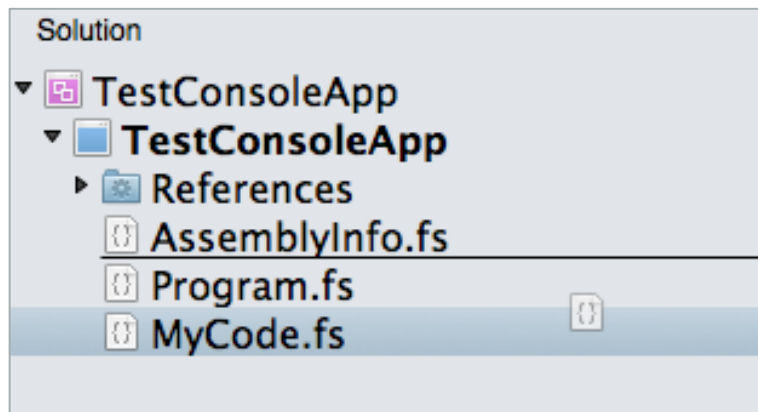 Solution
TestConsoleApp
TestConsoleApp
References
AssemblyInfo.fs
Program.fs
MyCode.fs